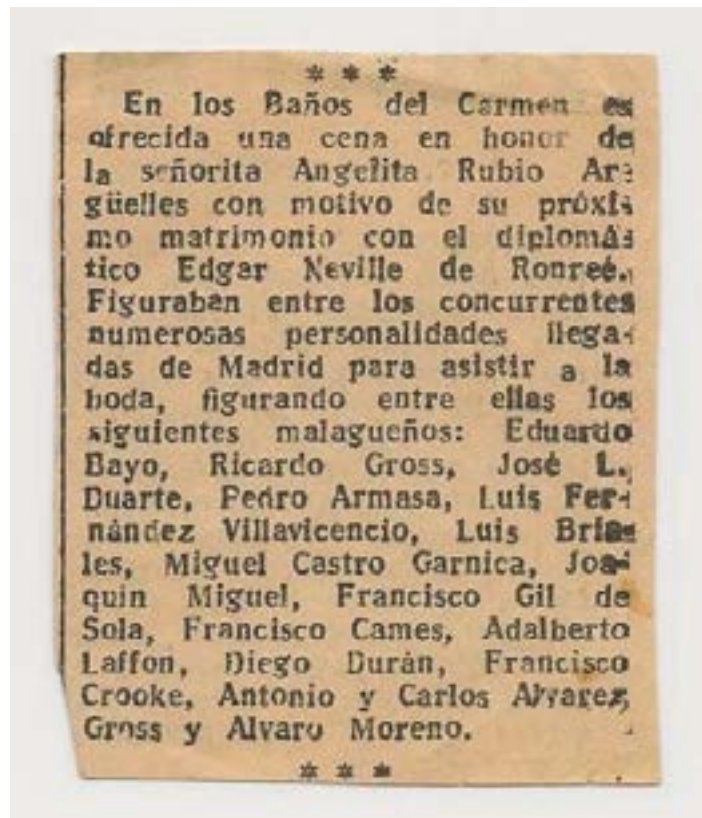 * * *
En los Baños del Carmen es
ofrecida una cena en honor de
la señorita Angelita Rubio Ar-
güelles con motivo de su próxi-
mo matrimonio con el diplomá-
tico Edgar Neville de Ronreé.
Figuraban entre los concurrentes
numerosas personalidades llega-
das de Madrid para asistir a la
boda, figurando entre ellas los
siguientes malagueños: Eduardo
Bayo, Ricardo Gross, José L.
Duarte, Pedro Armasa, Luis Fer-
nández Villavicencio, Luis Bria-
les, Miguel Castro Garnica, Joa-
quin Miguel, Francisco Gil de
Sola, Francisco Cames, Adalberto
Laffon, Diego Durán, Francisco
Crooke, Antonio y Carlos Alvarez
Gross y Alvaro Moreno.
* * *